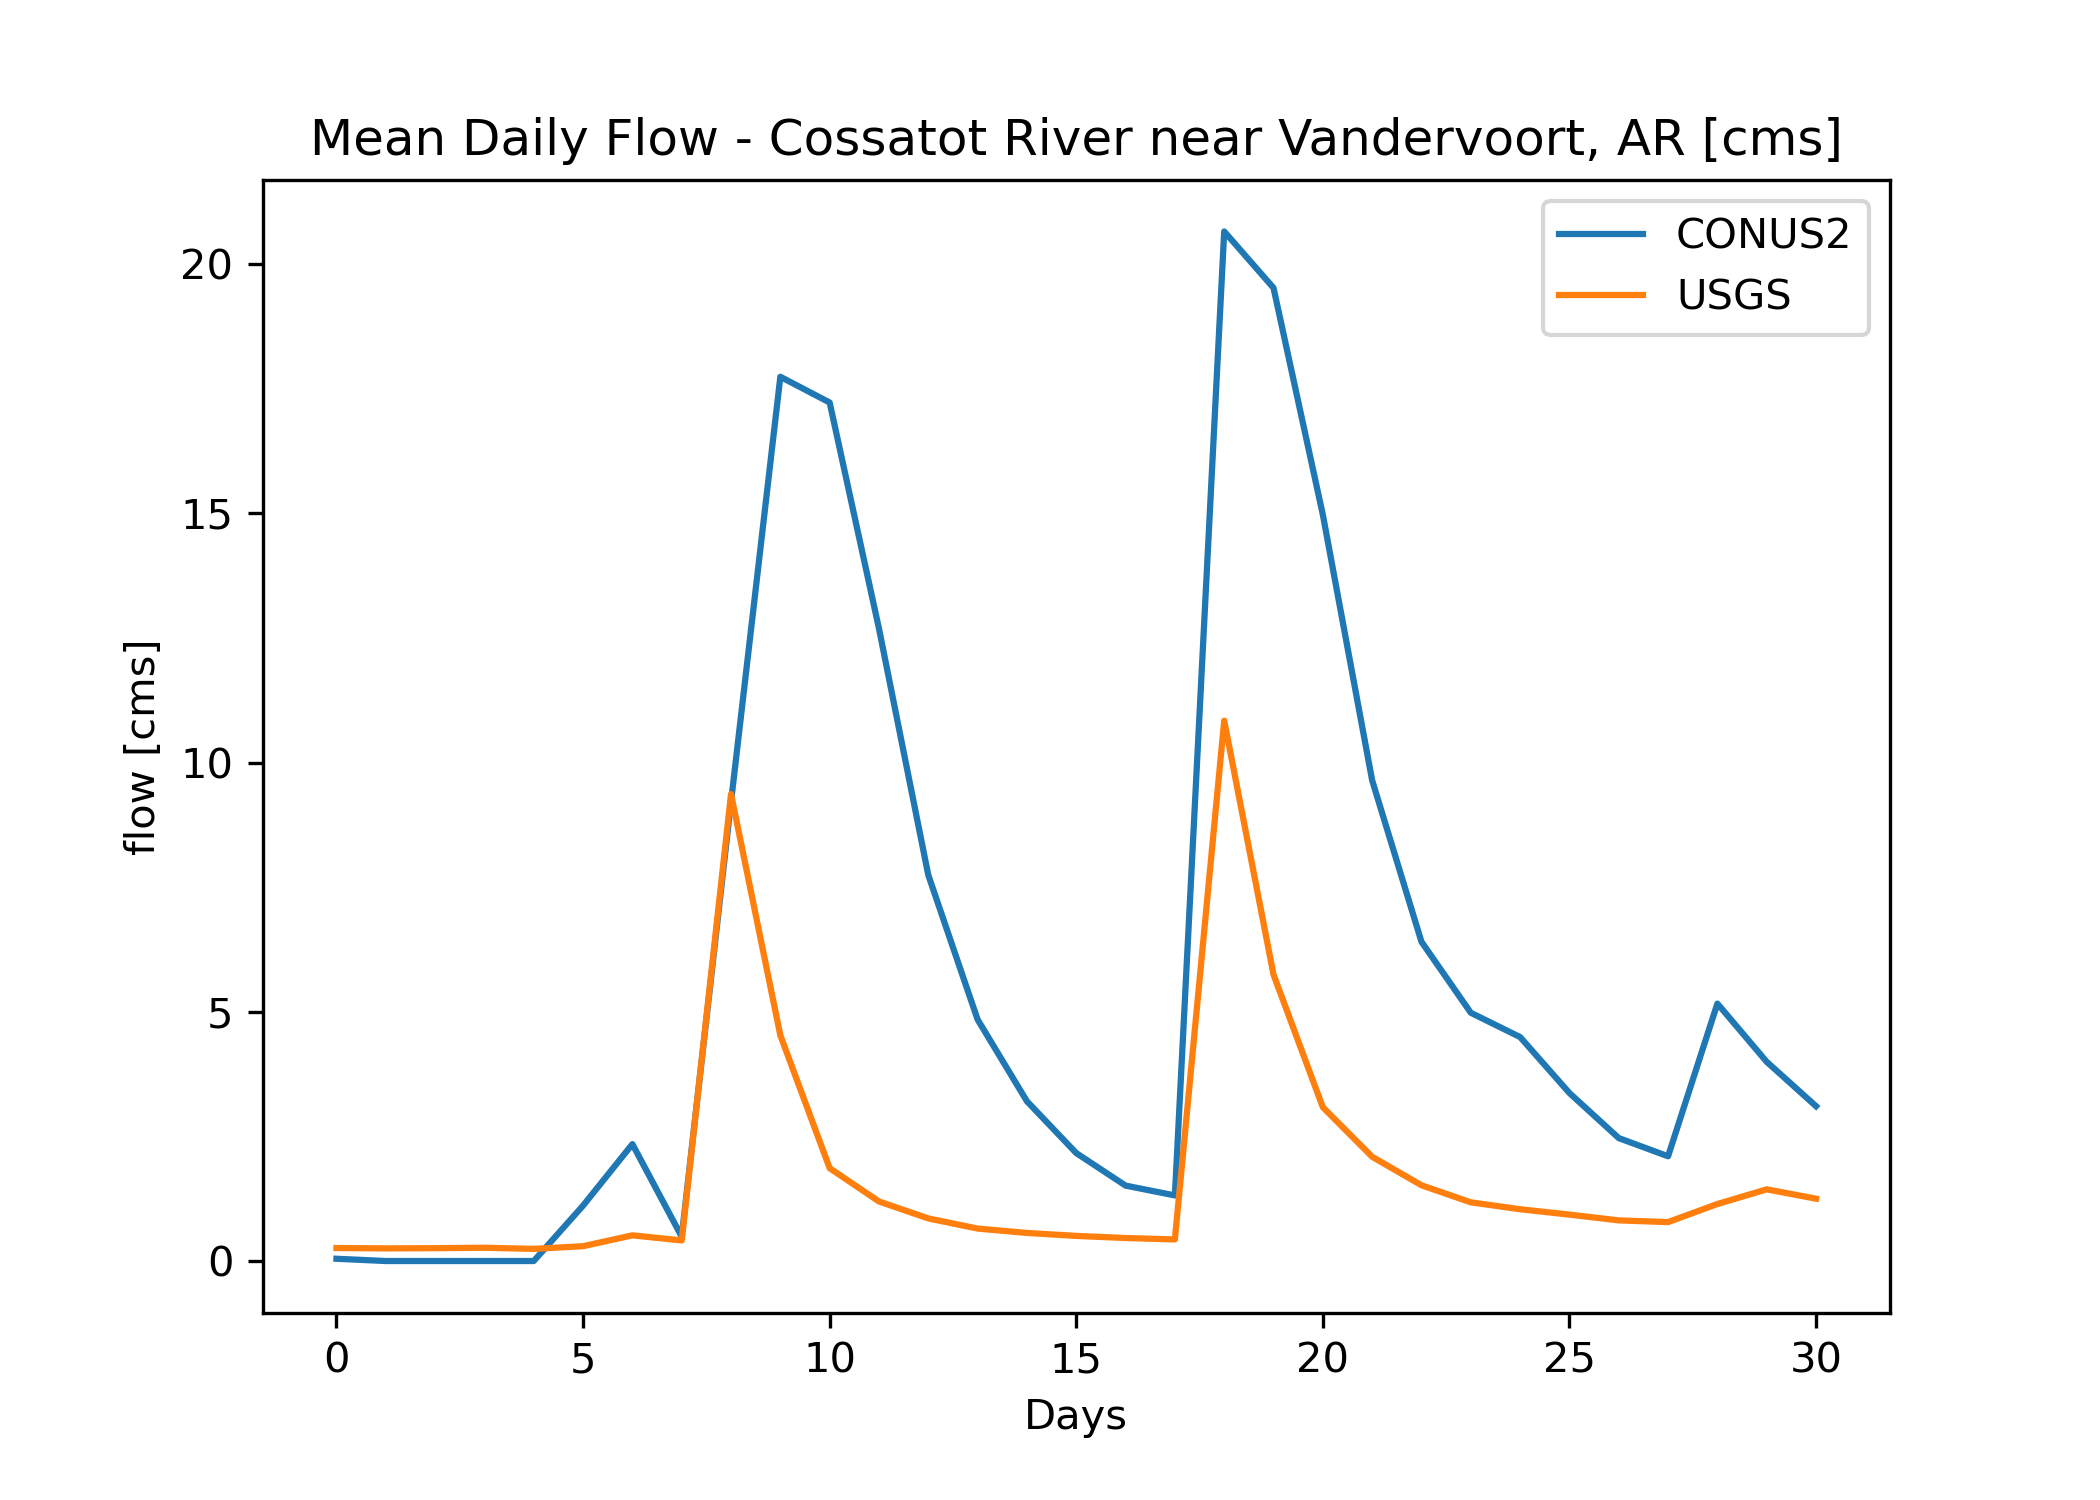 Mean Daily Flow - Cossatot River near Vandervoort, AR [cms]
CONUS2
USGS
20
15
10
5
0
flow [cms]
0 5 10 15 20 25 30
Days